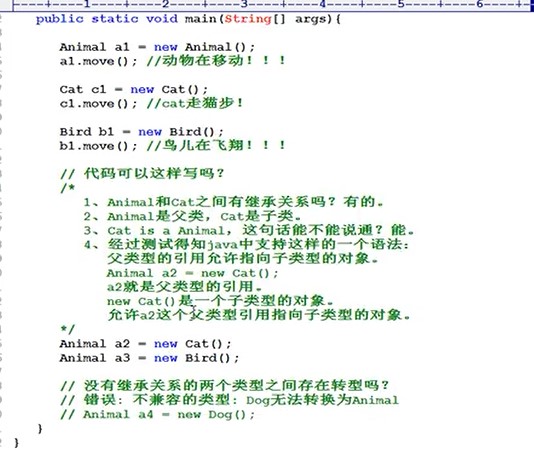 1 2 3 4 5 6
public static void main(String[] args){
Animal a1 = new Animal();
a1.move(); //动物在移动！！！
Cat c1 = new Cat();
c1.move(); //cat走猫步！
Bird b1 = new Bird();
b1.move(); //鸟儿在飞翔！！！
// 代码可以这样写吗？
/*
1、Animal和Cat之间有继承关系吗？有的。
2、Animal是父类，Cat是子类。
3、Cat is a Animal，这句话能不能说通？能。
4、经过测试得知java中支持这样的一个语法：
父类型的引用允许指向子类型的对象。
Animal a2 = new Cat();
a2就是父类型的引用。
new Cat()是一个子类型的对象。
允许a2这个父类型引用指向子类型的对象。
*/
Animal a2 = new Cat();
Animal a3 = new Bird();
// 没有继承关系的两个类型之间存在转型吗？
// 错误: 不兼容的类型: Dog无法转换为Animal
// Animal a4 = new Dog();
}
}